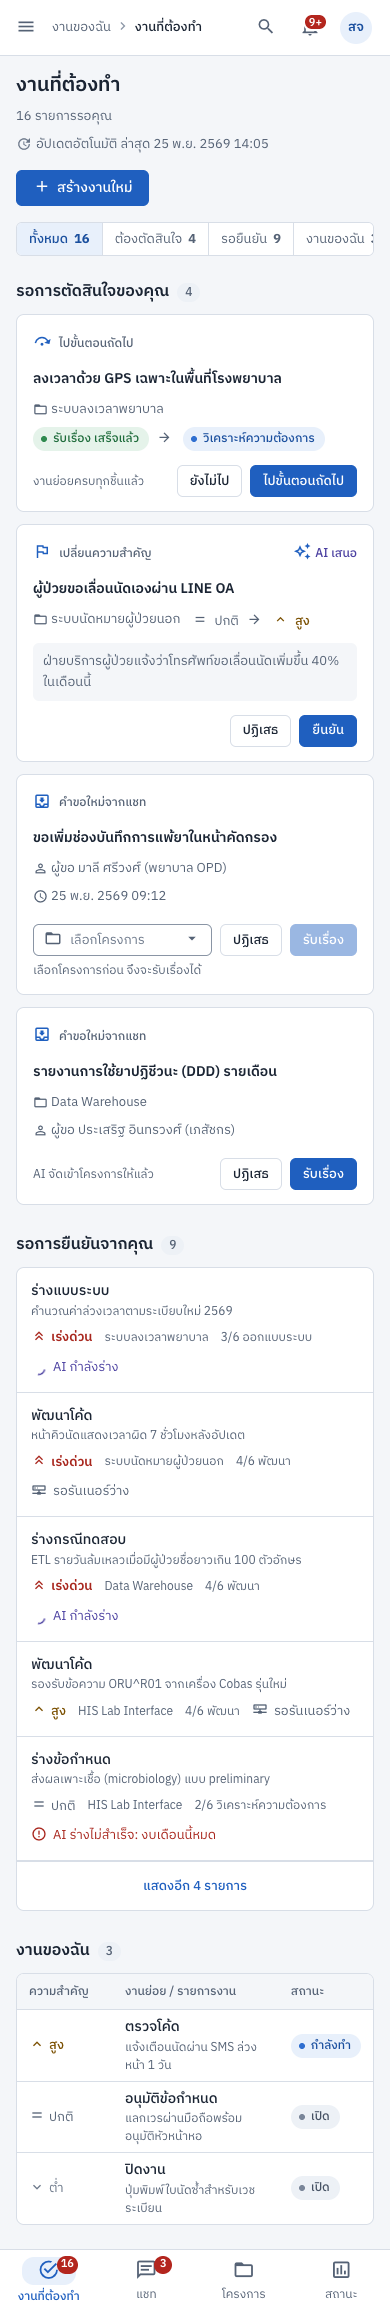 งานของฉัน > งานที่ต้องทำ
9+
สจ
งานที่ต้องทำ
16 รายการรอคุณ
อัปเดตอัตโนมัติ ล่าสุด 25 พ.ย. 2569 14:05
+ สร้างงานใหม่
ทั้งหมด 16 ต้องตัดสินใจ 4 รอยืนยัน 9 งานของฉัน
รอการตัดสินใจของคุณ 4
ไปขั้นตอนถัดไป
ลงเวลาด้วย GPS เฉพาะในพื้นที่โรงพยาบาล
ระบบลงเวลาพยาบาล
รับเรื่อง เสร็จแล้ว → วิเคราะห์ความต้องการ
งานย่อยครบทุกชิ้นแล้ว ยังไม่ไป ไปขั้นตอนถัดไป
เปลี่ยนความสำคัญ AI เสนอ
ผู้ป่วยขอเลื่อนนัดเองผ่าน LINE OA
ระบบนัดหมายผู้ป่วยนอก ปกติ → สูง
ฝ่ายบริการผู้ป่วยแจ้งว่าโทรศัพท์ขอเลื่อนนัดเพิ่มขึ้น 40%
ในเดือนนี้
ปฏิเสธ ยืนยัน
คำขอใหม่จากแชท
ขอเพิ่มช่องบันทึกการแพ้ยาในหน้าคัดกรอง
ผู้ขอ มาลี ศรีวงศ์ (พยาบาล OPD)
25 พ.ย. 2569 09:12
เลือกโครงการ ปฏิเสธ รับเรื่อง
เลือกโครงการก่อน จึงจะรับเรื่องได้
คำขอใหม่จากแชท
รายงานการใช้ยาปฏิชีวนะ (DDD) รายเดือน
Data Warehouse
ผู้ขอ ประเสริฐ อินทรวงศ์ (เภสัชกร)
AI จัดเข้าโครงการให้แล้ว ปฏิเสธ รับเรื่อง
รอการยืนยันจากคุณ 9
ร่างแบบระบบ
คำนวณค่าล่วงเวลาตามระเบียบใหม่ 2569
เร่งด่วน ระบบลงเวลาพยาบาล 3/6 ออกแบบระบบ
AI กำลังร่าง
พัฒนาโค้ด
หน้าคิวนัดแสดงเวลาผิด 7 ชั่วโมงหลังอัปเดต
เร่งด่วน ระบบนัดหมายผู้ป่วยนอก 4/6 พัฒนา
รอรันเนอร์ว่าง
ร่างกรณีทดสอบ
ETL รายวันล้มเหลวเมื่อมีผู้ป่วยชื่อยาวเกิน 100 ตัวอักษร
เร่งด่วน Data Warehouse 4/6 พัฒนา
AI กำลังร่าง
พัฒนาโค้ด
รองรับข้อความ ORU^R01 จากเครื่อง Cobas รุ่นใหม่
สูง HIS Lab Interface 4/6 พัฒนา รอรันเนอร์ว่าง
ร่างข้อกำหนด
ส่งผลเพาะเชื้อ (microbiology) แบบ preliminary
ปกติ HIS Lab Interface 2/6 วิเคราะห์ความต้องการ
AI ร่างไม่สำเร็จ: งบเดือนนี้หมด
แสดงอีก 4 รายการ
งานของฉัน 3
ความสำคัญ งานย่อย / รายการงาน สถานะ
สูง ตรวจโค้ด กำลังทำ
แจ้งเตือนนัดผ่าน SMS ล่วง
หน้า 1 วัน
ปกติ อนุมัติข้อกำหนด เปิด
แลกเวรผ่านมือถือพร้อม
อนุมัติหัวหน้าหอ
ต่ำ ปิดงาน เปิด
ปุ่มพิมพ์ใบนัดซ้ำสำหรับเวช
ระเบียน
16 3
งานที่ต้องทำ แชท โครงการ สถานะ